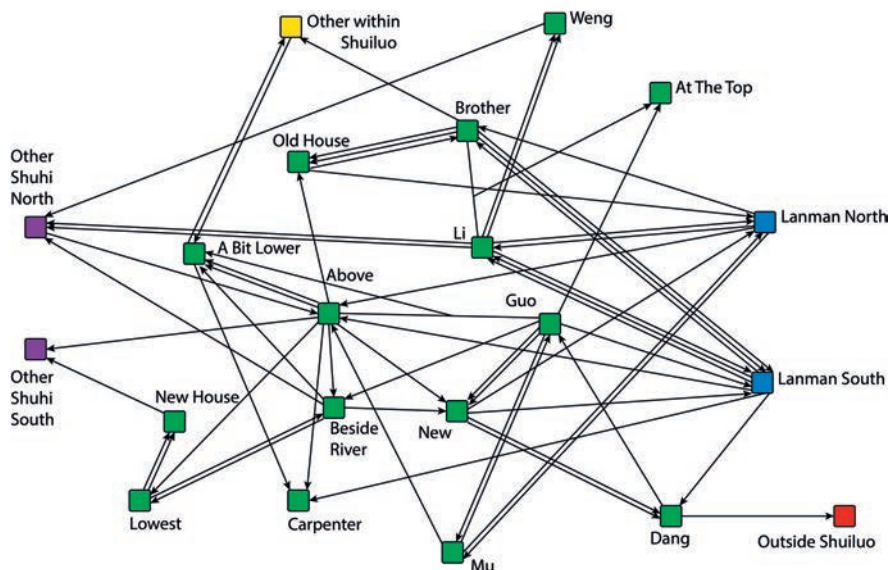 Other within
Shuiluo
Weng
At The Top
Brother
Old House
Other
Shuhi
North
Lanman North
Li
A Bit Lower
Above
Guo
Other
Shuhi
South
Lanman South
New House
Beside
River
New
Lowest
Carpenter
Dang
Outside Shuiluo
Mu